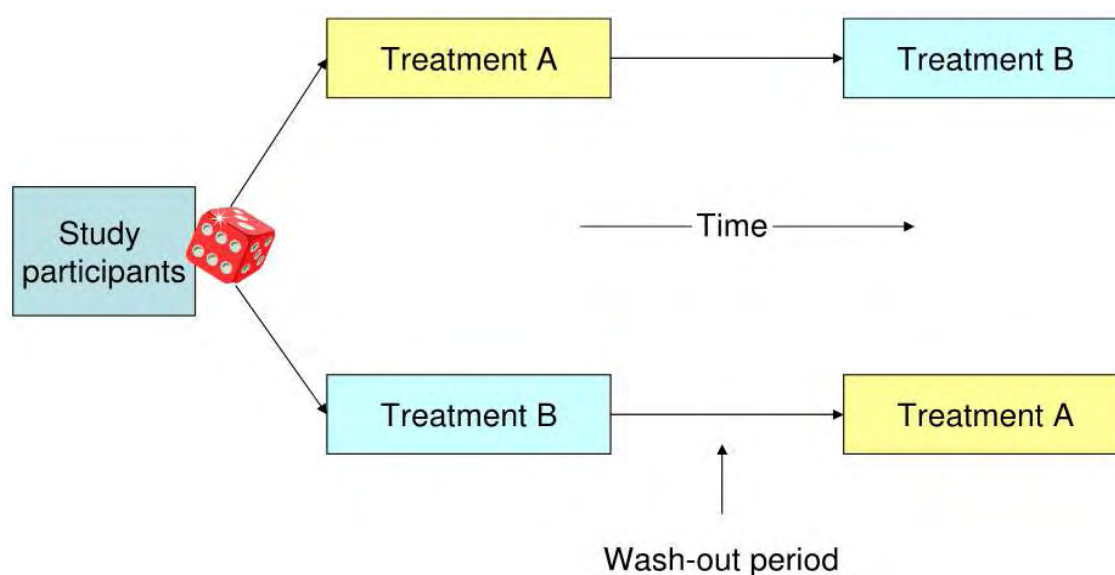 Treatment A
Treatment B
Study
participants
Time
Treatment B
Treatment A
Wash-out period